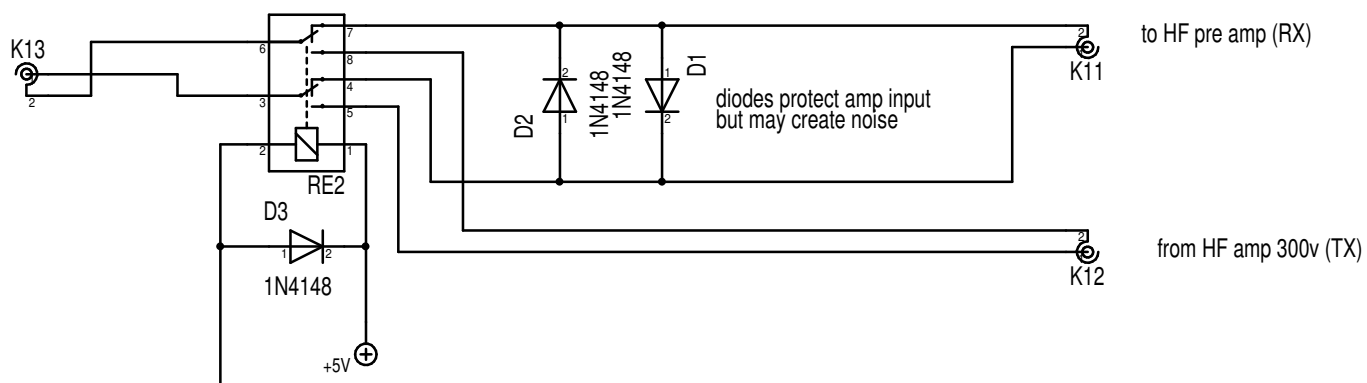 K13
2
6
3
2
7
8
4
5
1
RE2
D3
1
2
1N4148
+5V
2
1
D2
1N4148
1N4148
1
2
D1
diodes protect amp input
but may create noise
2
K11
to HF pre amp (RX)
2
K12
from HF amp 300v (TX)